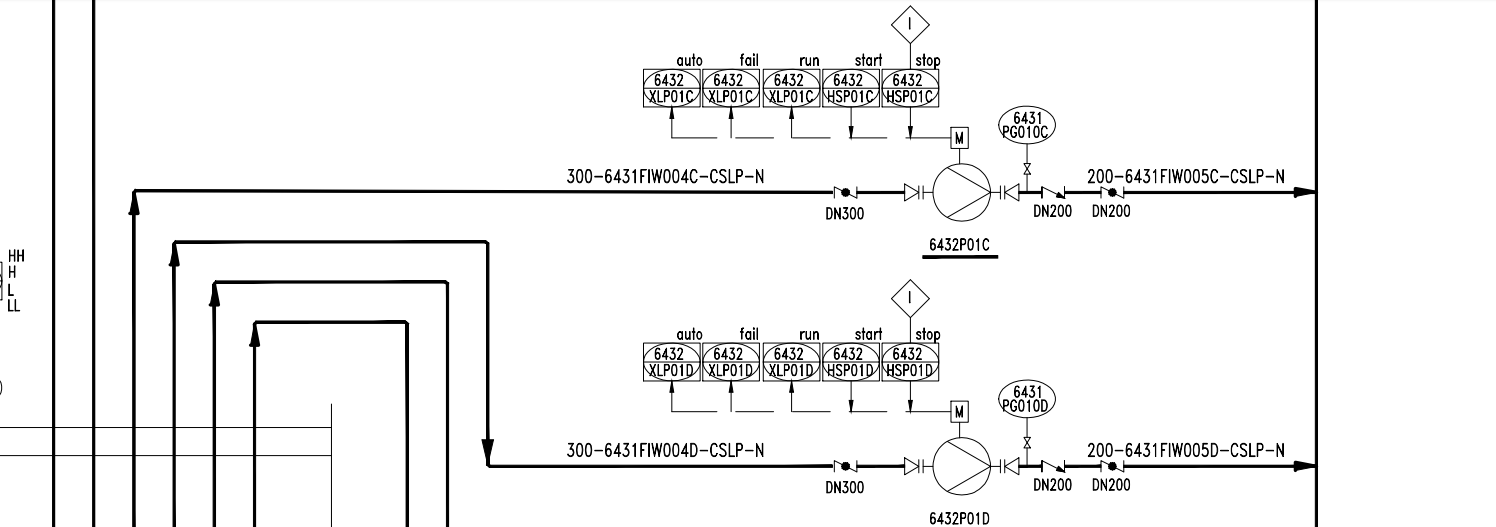 I
auto fail run start stop
6432 6432 6432 6432 6432
XLP01C XLP01C XLP01C HSP01C HSP01C
6431
PG010C
M
300-6431FIW004C-CSLP-N
200-6431FIW005C-CSLP-N
DN300
DN200
DN200
6432P01C
HH
H
L
LL
I
auto fail run start stop
6432 6432 6432 6432 6432
XLP01D XLP01D XLP01D HSP01D HSP01D
6431
PG010D
M
)
300-6431FIW004D-CSLP-N
200-6431FIW005D-CSLP-N
DN300
DN200
DN200
6432P01D